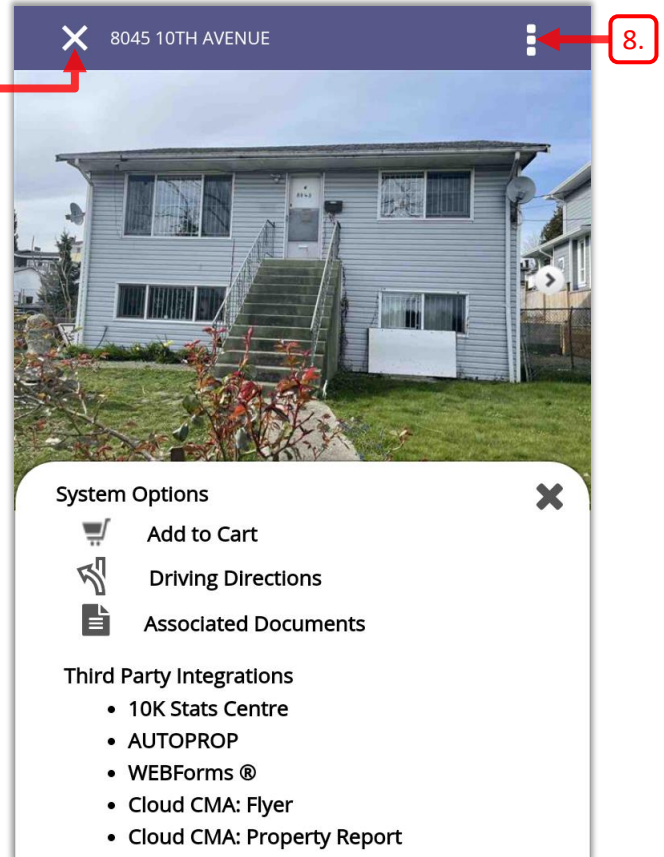 8045 10TH AVENUE
8.
8045
System Options
Add to Cart
Driving Directions
Associated Documents
Third Party Integrations
• 10K Stats Centre
• AUTOPROP
• WEBForms ®
• Cloud CMA: Flyer
• Cloud CMA: Property Report